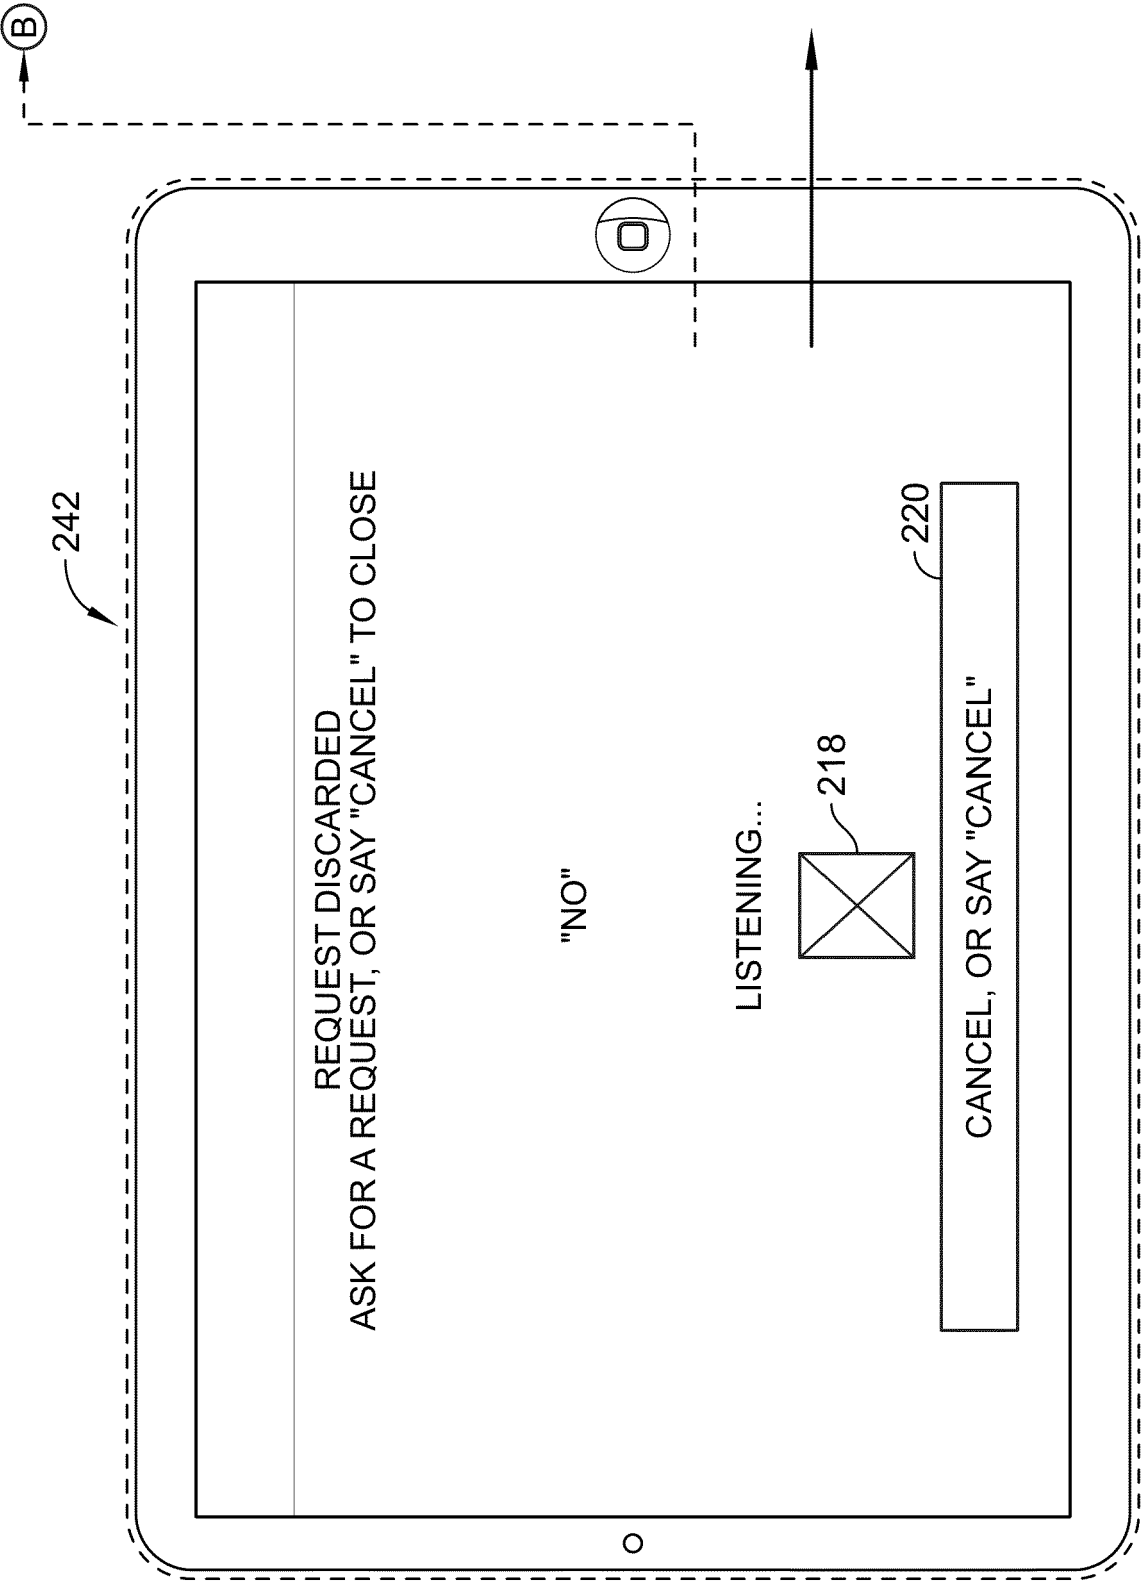 B
242
REQUEST DISCARDED
ASK FOR A REQUEST, OR SAY "CANCEL" TO CLOSE
"NO"
LISTENING...
218
220
CANCEL, OR SAY "CANCEL"